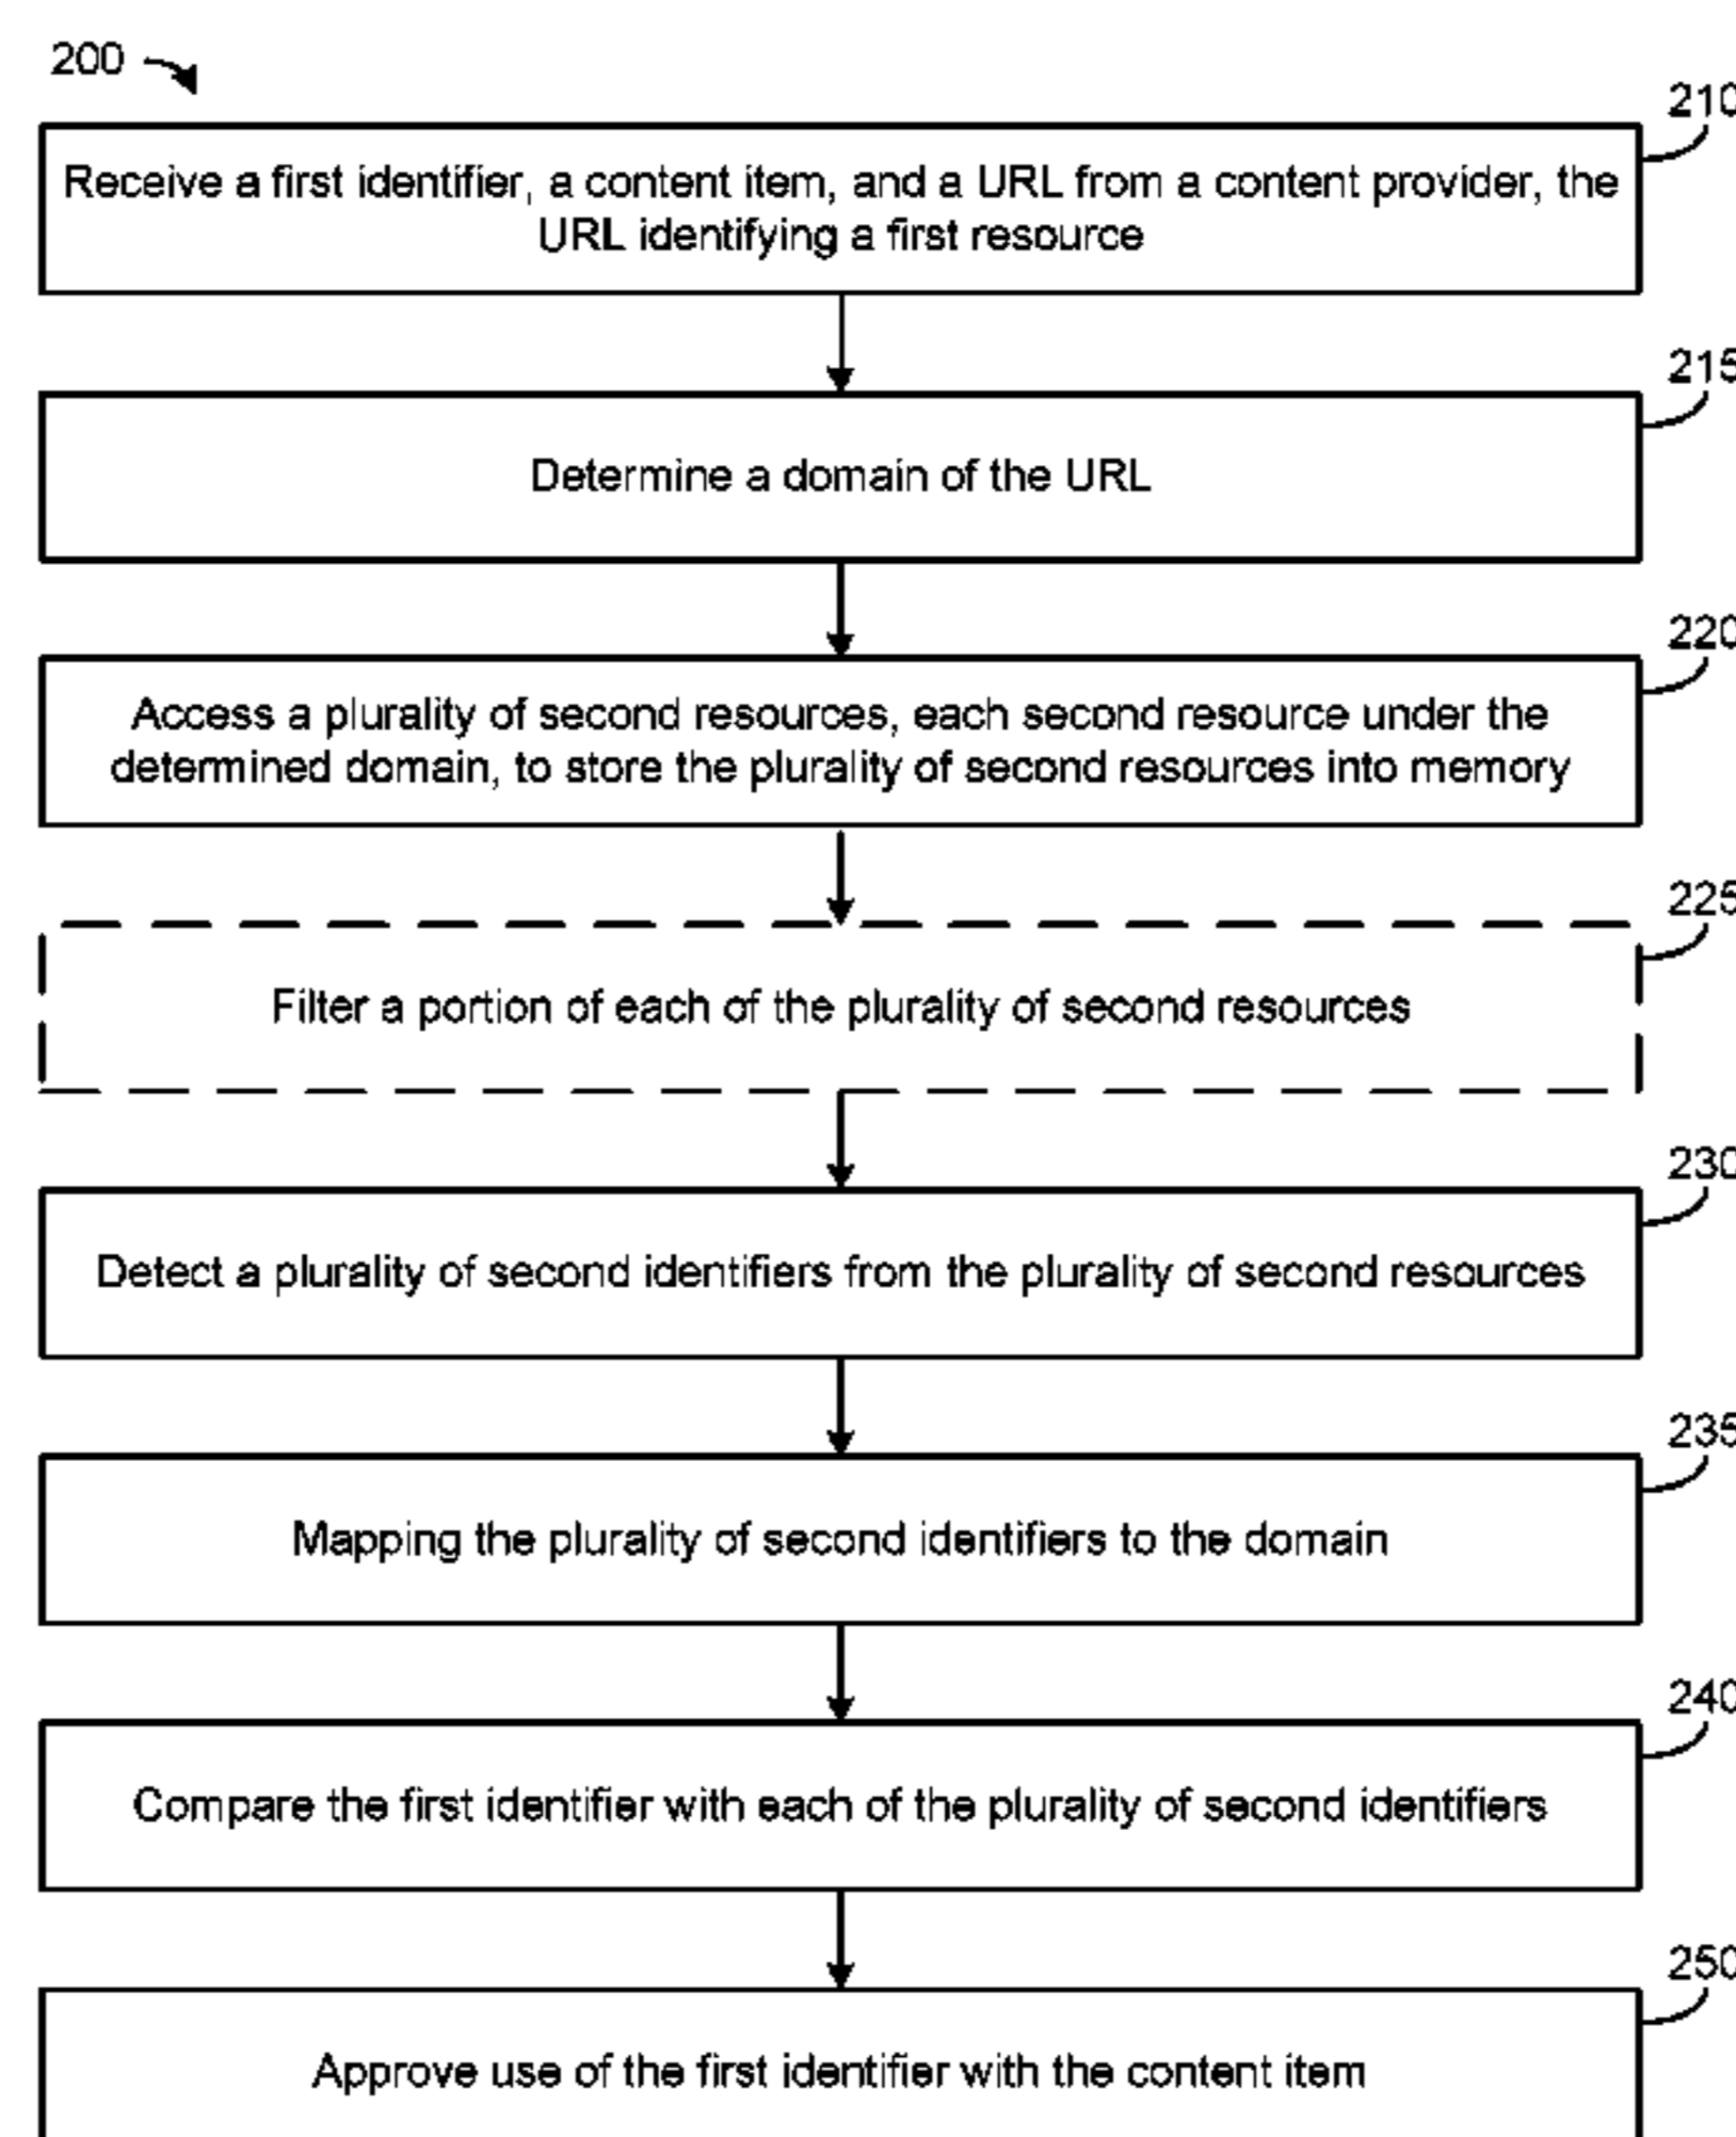 200
210
Receive a first identifier, a content item, and a URL from a content provider, the
URL identifying a first resource
215
Determine a domain of the URL
220
Access a plurality of second resources, each second resource under the
determined domain, to store the plurality of second resources into memory
225
Filter a portion of each of the plurality of second resources
230
Detect a plurality of second identifiers from the plurality of second resources
235
Mapping the plurality of second identifiers to the domain
240
Compare the first identifier with each of the plurality of second identifiers
250
Approve use of the first identifier with the content item